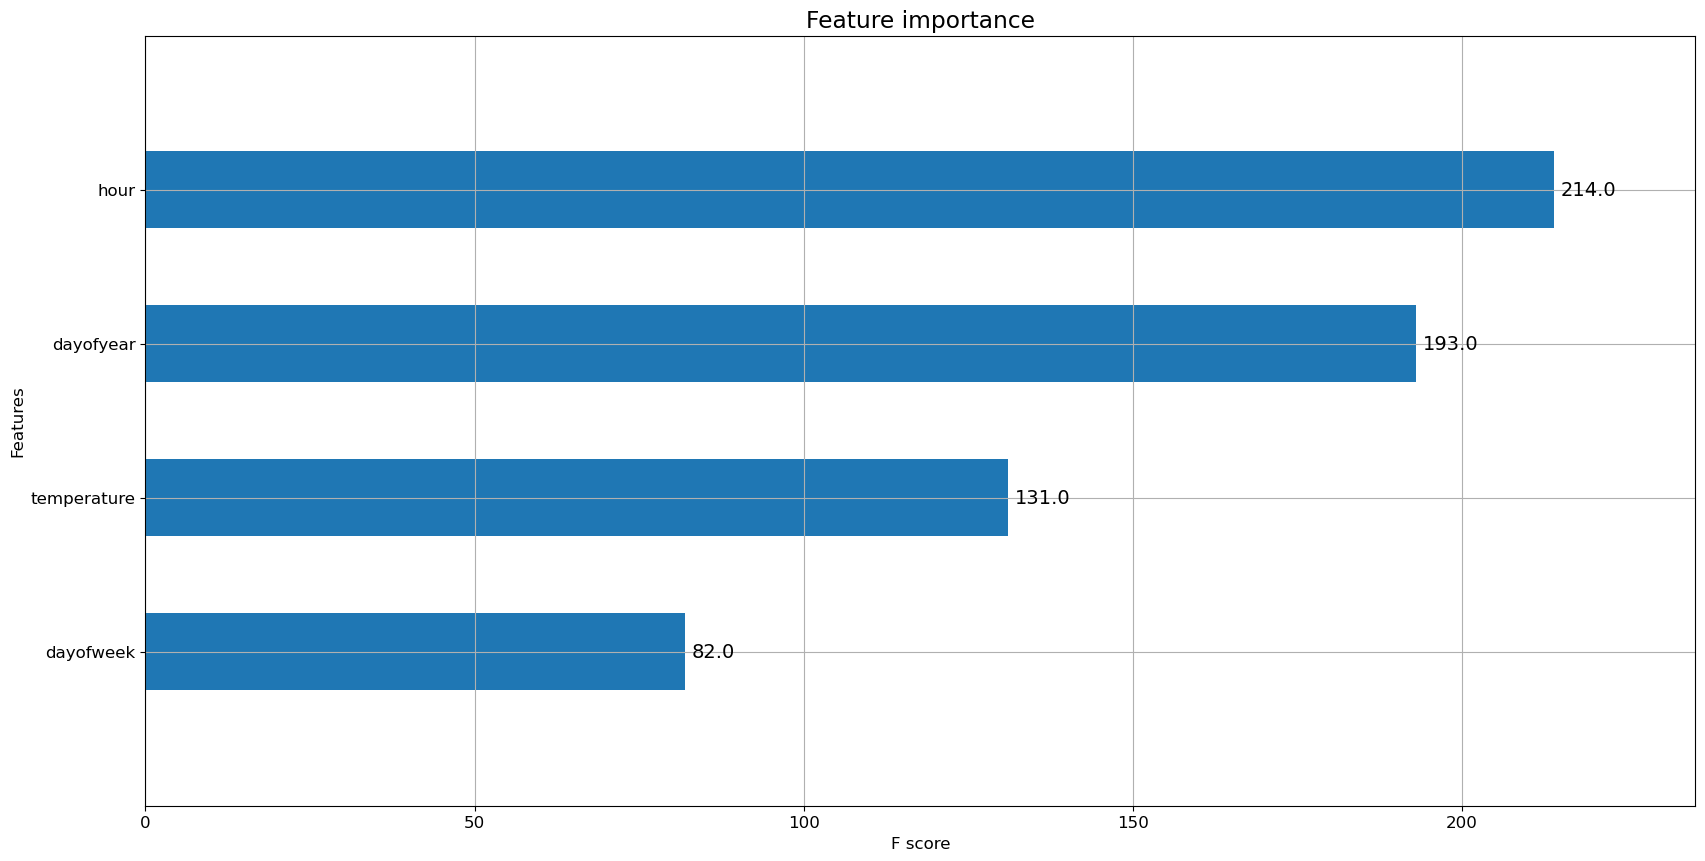 Feature importance
hour
214.0
dayofyear
193.0
Features
temperature
131.0
dayofweek
82.0
0
50
100
150
200
F score